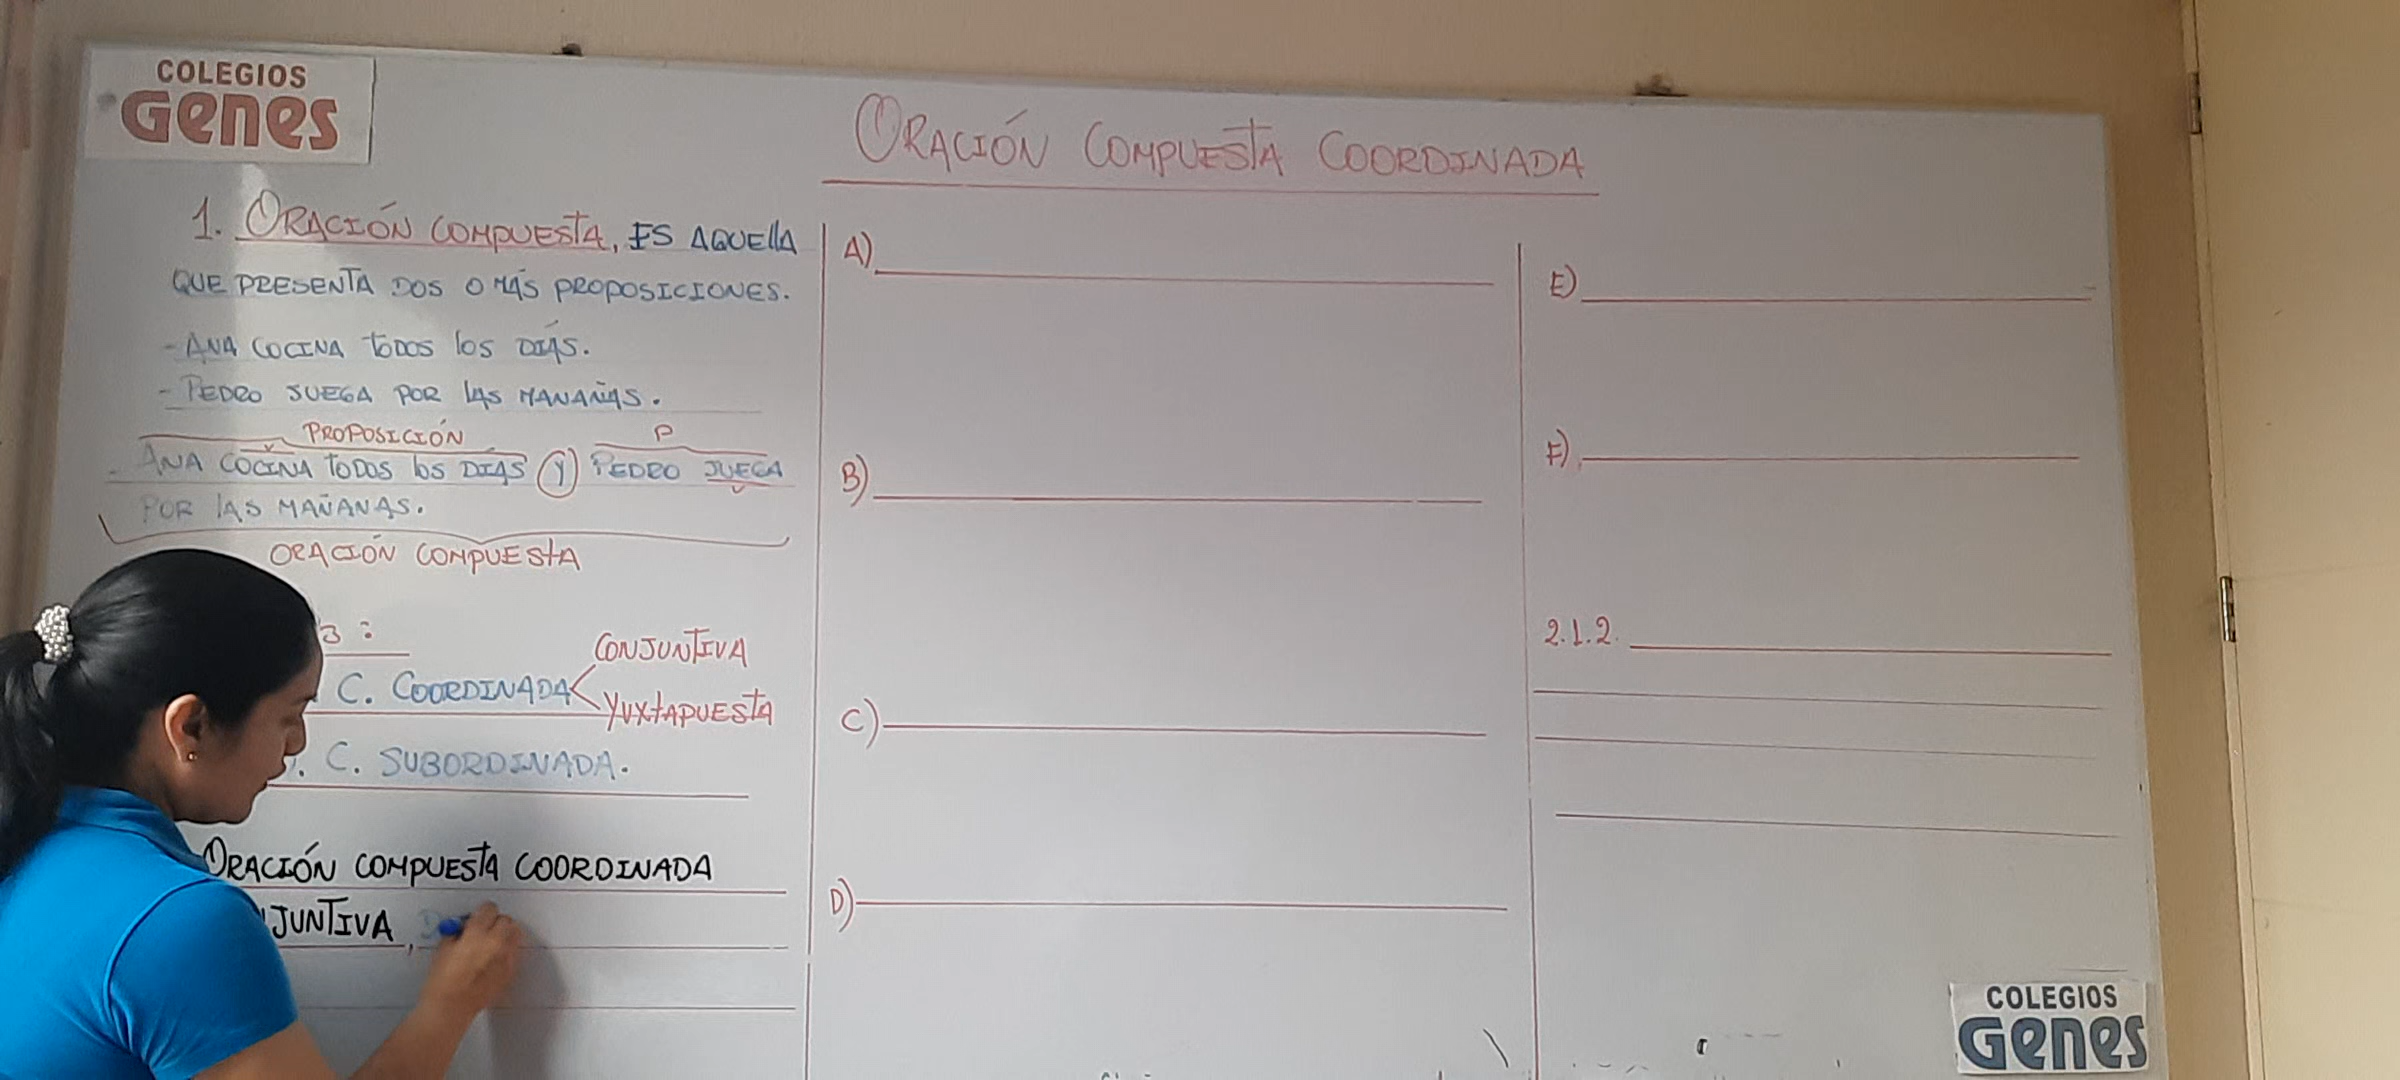 COLEGIOS
Genes
ORACIÓN COMPUESTA COORDINADA
1. ORACIÓN COMPUESTA, ES AQUELLA
QUE PRESENTA DOS O MÁS PROPOSICIONES.
- ANA COCINA TODOS LOS DÍAS.
- PEDRO JUEGA POR LAS MANAÑAS.
PROPOSICIÓN P
- ANA COCINA TODOS LOS DÍAS Y PEDRO JUEGA
V V
POR LAS MAÑANAS.
ORACIÓN COMPUESTA
:
C. COORDINADA < CONJUNTIVA
YUXTAPUESTA
. C. SUBORDINADA.
ORACIÓN COMPUESTA COORDINADA
JUNTIVA,
A)
B)
C)
D)
E)
F)
2.1.2.
COLEGIOS
Genes